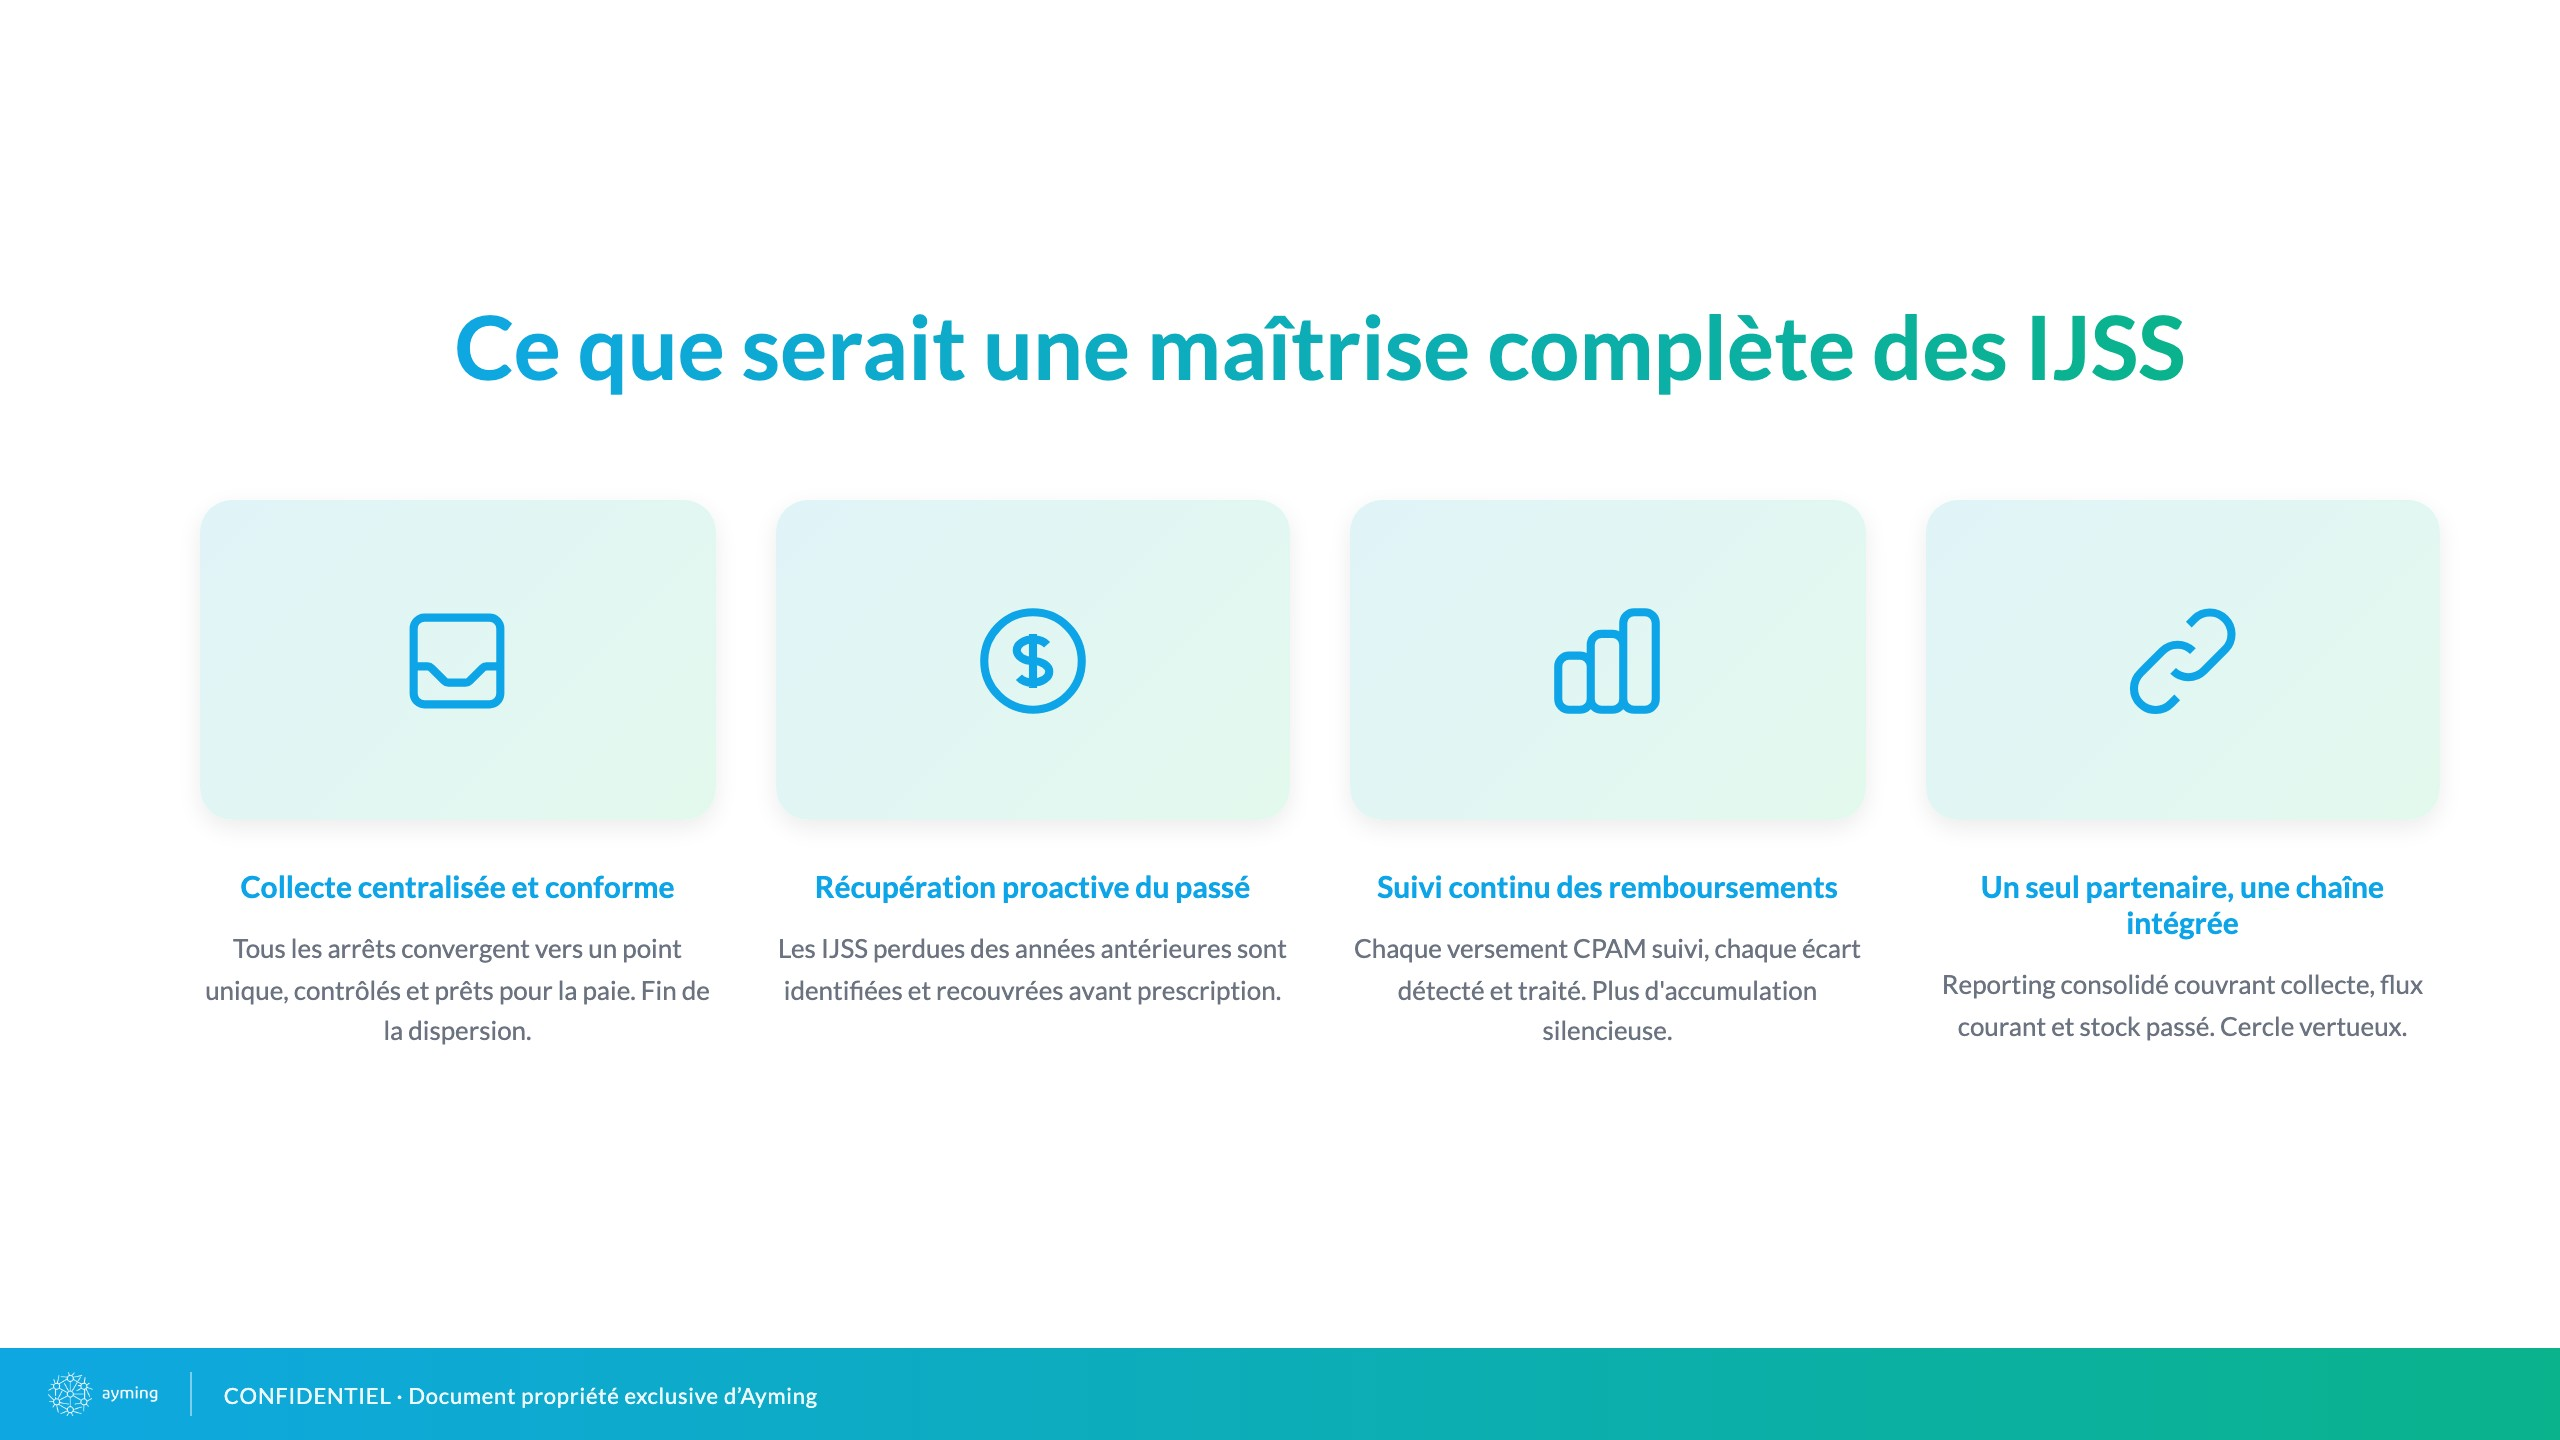 Ce que serait une maîtrise complète des IJSS
Collecte centralisée et conforme
Tous les arrêts convergent vers un point
unique, contrôlés et prêts pour la paie. Fin de
la dispersion.
Récupération proactive du passé
Les IJSS perdues des années antérieures sont
identifiées et recouvrées avant prescription.
Suivi continu des remboursements
Chaque versement CPAM suivi, chaque écart
détecté et traité. Plus d'accumulation
silencieuse.
Un seul partenaire, une chaîne
intégrée
Reporting consolidé couvrant collecte, flux
courant et stock passé. Cercle vertueux.
ayming
CONFIDENTIEL · Document propriété exclusive d’Ayming